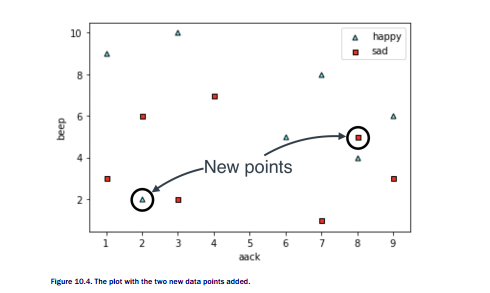 10
8
6
4
2
beep
happy
sad
New points
1 2 3 4 5 6 7 8 9
aack
Figure 10.4. The plot with the two new data points added.